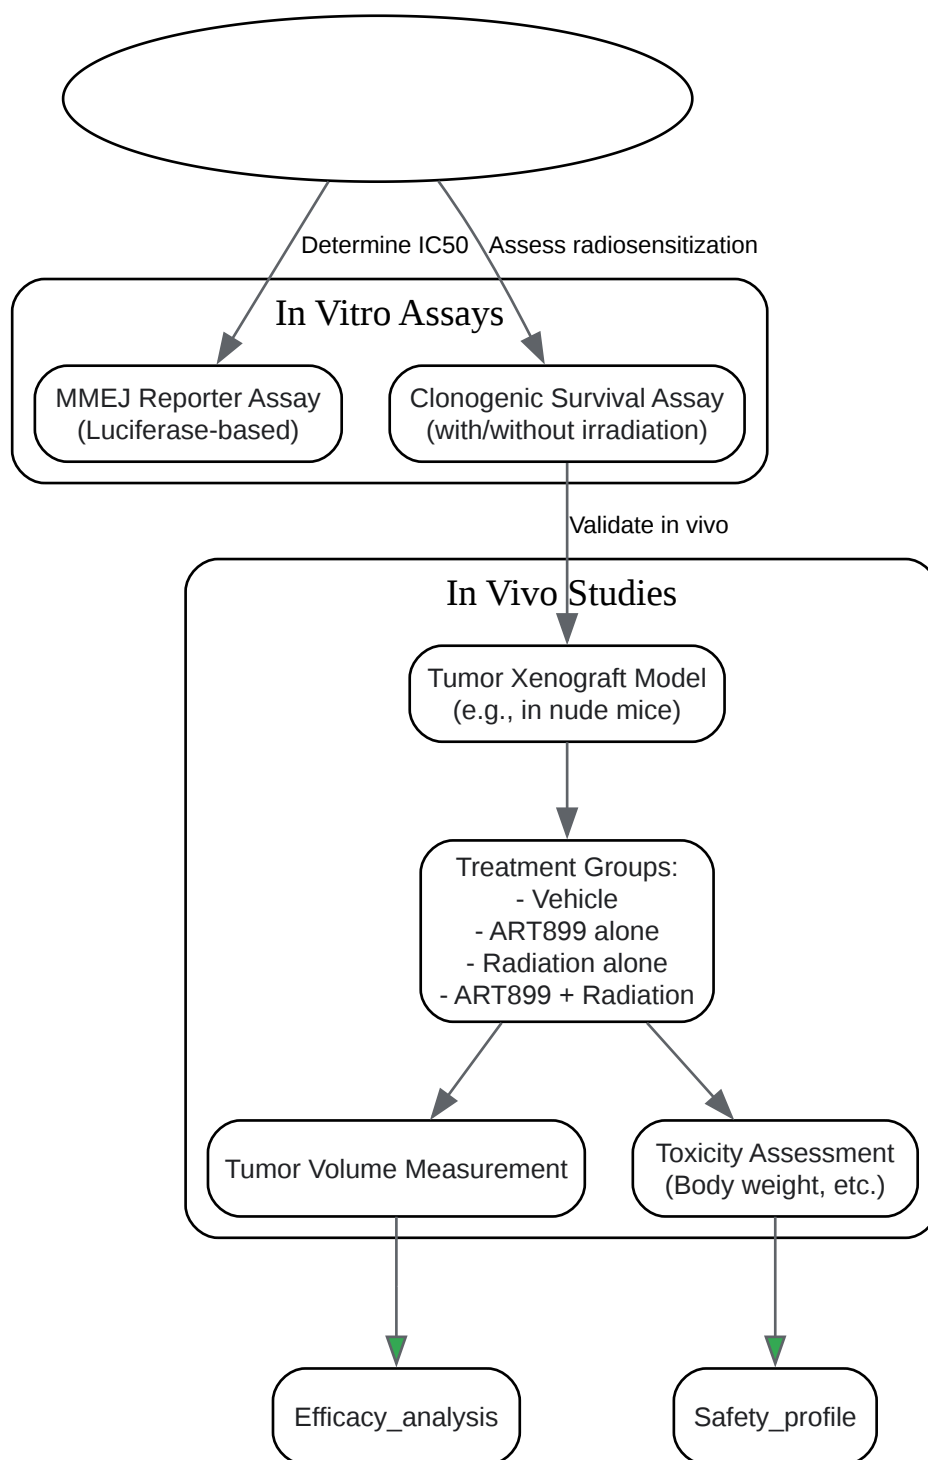 Determine IC50
Assess radiosensitization
In Vitro Assays
MMEJ Reporter Assay
(Luciferase-based)
Clonogenic Survival Assay
(with/without irradiation)
Validate in vivo
In Vivo Studies
Tumor Xenograft Model
(e.g., in nude mice)
Treatment Groups:
- Vehicle
- ART899 alone
- Radiation alone
- ART899 + Radiation
Tumor Volume Measurement
Toxicity Assessment
(Body weight, etc.)
Efficacy_analysis
Safety_profile